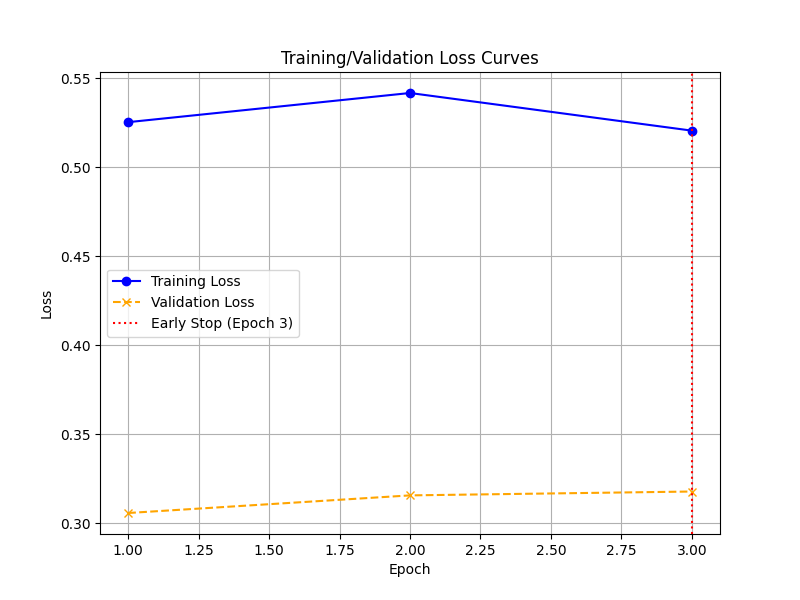 Training/Validation Loss Curves
0.55
0.50
0.45
0.40
0.35
0.30
Loss
Training Loss
Validation Loss
Early Stop (Epoch 3)
1.00 1.25 1.50 1.75 2.00 2.25 2.50 2.75 3.00
Epoch